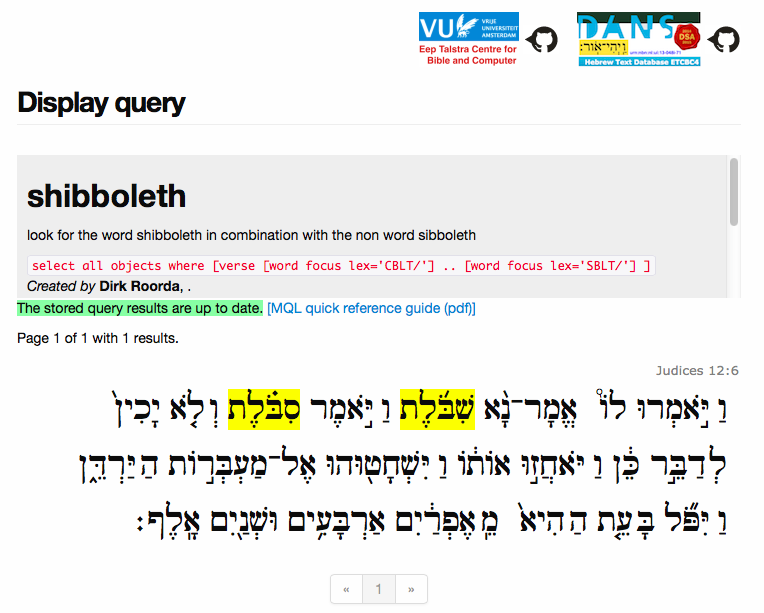 VU VRIJE UNIVERSITEIT AMSTERDAM
Eep Talstra Centre for
Bible and Computer
DANS
DSA
וַיְהִי־אֽוֹר׃
Hebrew Text Database ETCBC4
Display query
shibboleth
look for the word shibboleth in combination with the non word sibboleth
select all objects where [verse [word focus lex='CBLT/'] .. [word focus lex='SBLT/'] ]
Created by Dirk Roorda, .
The stored query results are up to date. [MQL quick reference guide (pdf)]
Page 1 of 1 with 1 results.
Judices 12:6
וַ יֹּ֣אמְרוּ לוֹ֩ אֱמָר־נָ֨א שִׁבֹּ֜לֶת וַ יֹּ֣אמֶר סִבֹּ֗לֶת וְ לֹ֤א יָכִין֙
לְ דַבֵּ֣ר כֵּ֔ן וַ יֹּאחֲז֣וּ אוֹתֹ֔ו וַ יִּשְׁחָט֖וּהוּ אֶל־מַעְבְּרֹ֣ות הַ יַּרְדֵּ֑ן
וַ יִּפֹּ֞ל בָּ עֵ֤ת הַ הִיא֙ מֵֽ אֶפְרַ֔יִם אַרְבָּעִ֥ים וּ שְׁנַ֖יִם אָֽלֶף׃
« 1 »